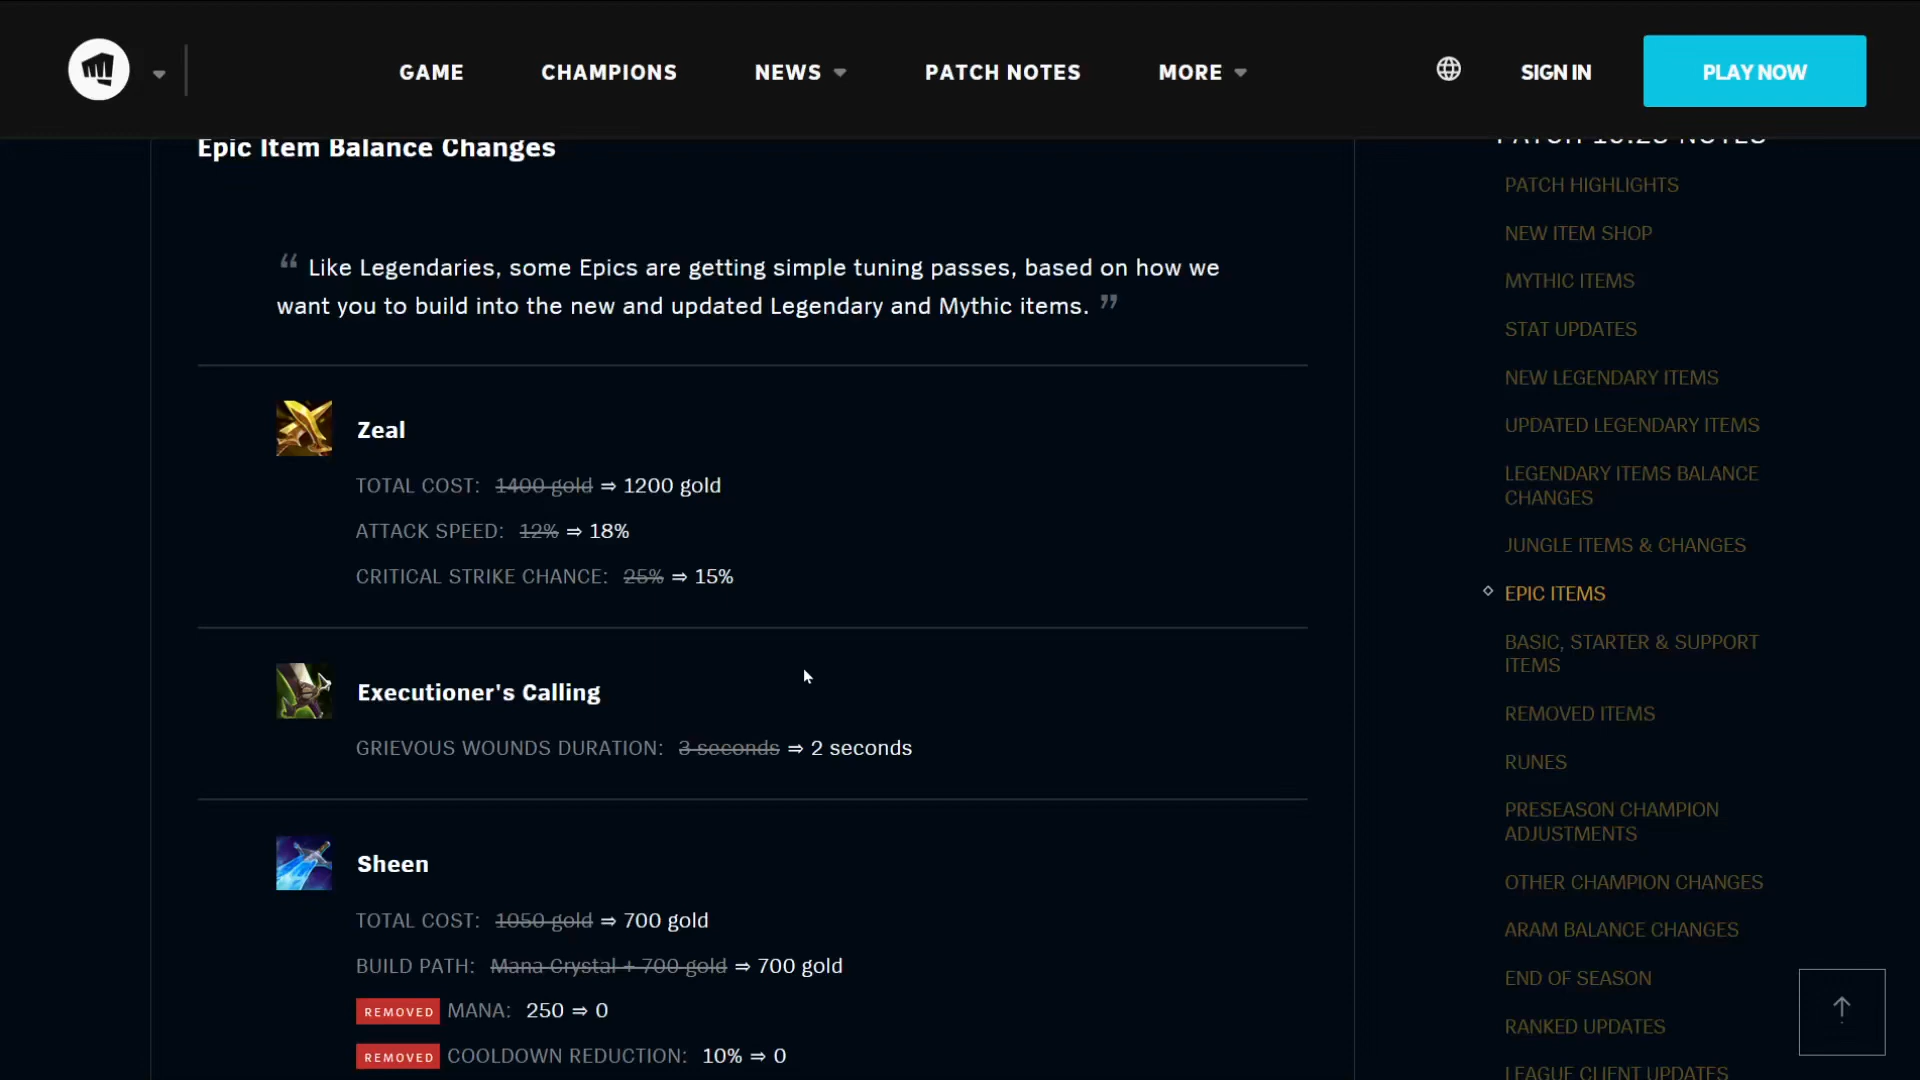 GAME
CHAMPIONS
NEWS
PATCH NOTES
MORE
SIGN IN
PLAY NOW
Epic Item Balance Changes
“ Like Legendaries, some Epics are getting simple tuning passes, based on how we
want you to build into the new and updated Legendary and Mythic items. ”
Zeal
TOTAL COST: 1400 gold ⇒ 1200 gold
ATTACK SPEED: 12% ⇒ 18%
CRITICAL STRIKE CHANCE: 25% ⇒ 15%
Executioner's Calling
GRIEVOUS WOUNDS DURATION: 3 seconds ⇒ 2 seconds
Sheen
TOTAL COST: 1050 gold ⇒ 700 gold
BUILD PATH: Mana Crystal + 700 gold ⇒ 700 gold
REMOVED MANA: 250 ⇒ 0
REMOVED COOLDOWN REDUCTION: 10% ⇒ 0
PATCH 10.23 NOTES
PATCH HIGHLIGHTS
NEW ITEM SHOP
MYTHIC ITEMS
STAT UPDATES
NEW LEGENDARY ITEMS
UPDATED LEGENDARY ITEMS
LEGENDARY ITEMS BALANCE
CHANGES
JUNGLE ITEMS & CHANGES
EPIC ITEMS
BASIC, STARTER & SUPPORT
ITEMS
REMOVED ITEMS
RUNES
PRESEASON CHAMPION
ADJUSTMENTS
OTHER CHAMPION CHANGES
ARAM BALANCE CHANGES
END OF SEASON
RANKED UPDATES
LEAGUE CLIENT UPDATES